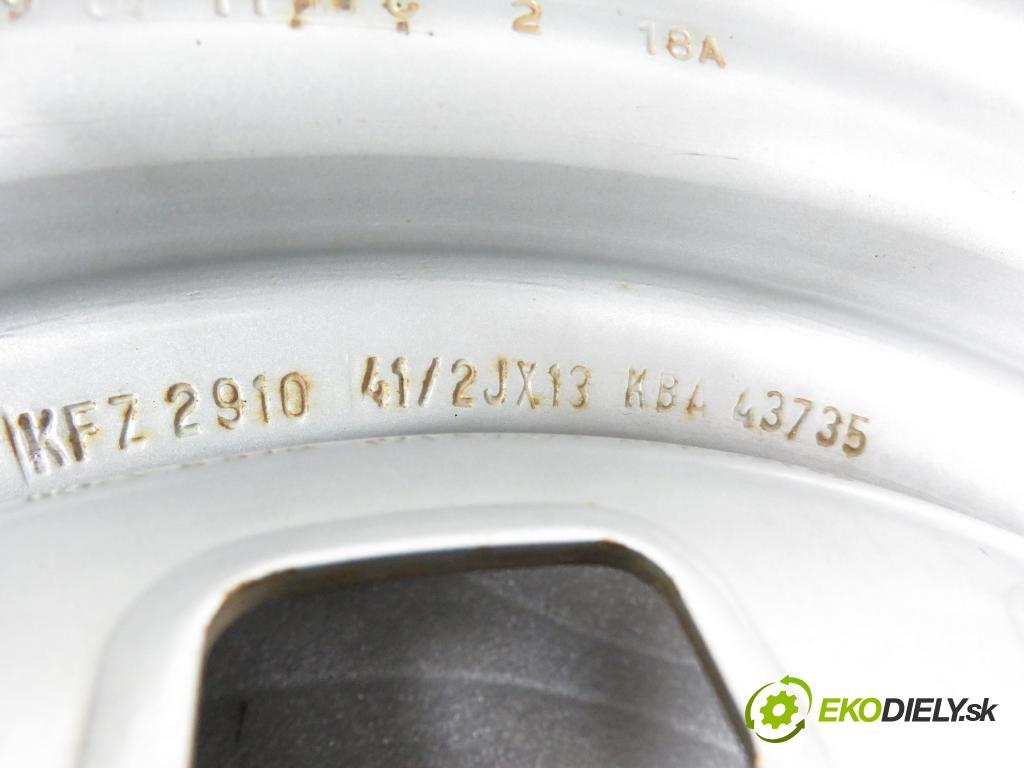 2 18A
KFZ 2910 41/2JX13 KBA 43735
EKODIELY.sk